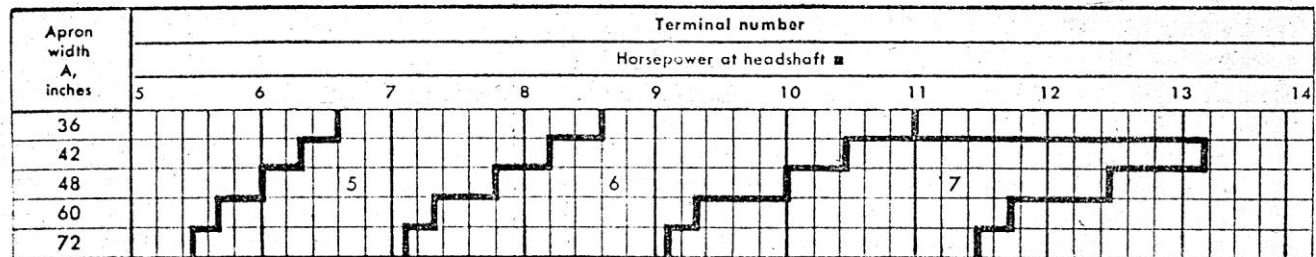 Apron width A, inches
Terminal number
Horsepower at headshaft ■
5 6 7 8 9 10 11 12 13 14
36
42
48 5 6 7
60
72